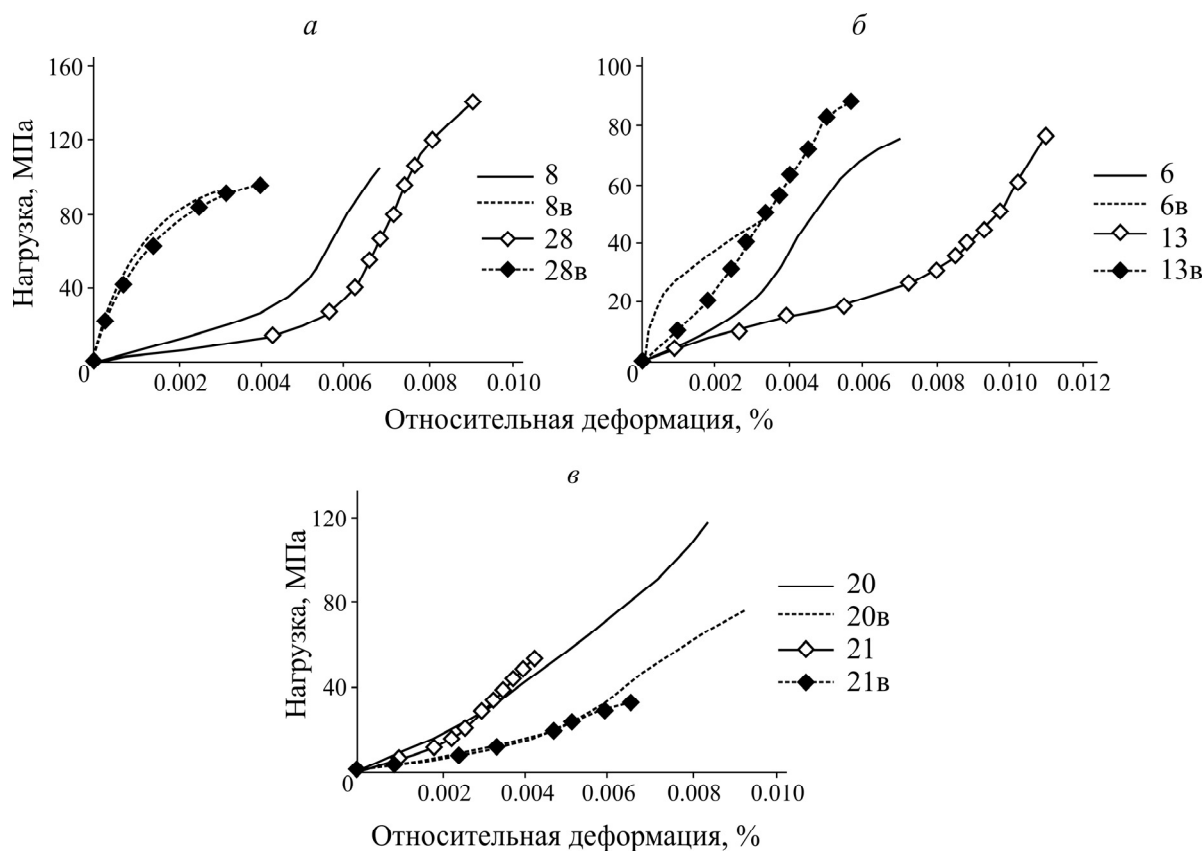 а
Нагрузка, МПа
160
120
80
40
0
0.002
0.004
0.006
0.008
0.010
8
8в
28
28в
б
100
80
60
40
20
0
0.002
0.004
0.006
0.008
0.010
0.012
6
6в
13
13в
Относительная деформация, %
в
Нагрузка, МПа
120
80
40
0
0.002
0.004
0.006
0.008
0.010
20
20в
21
21в
Относительная деформация, %